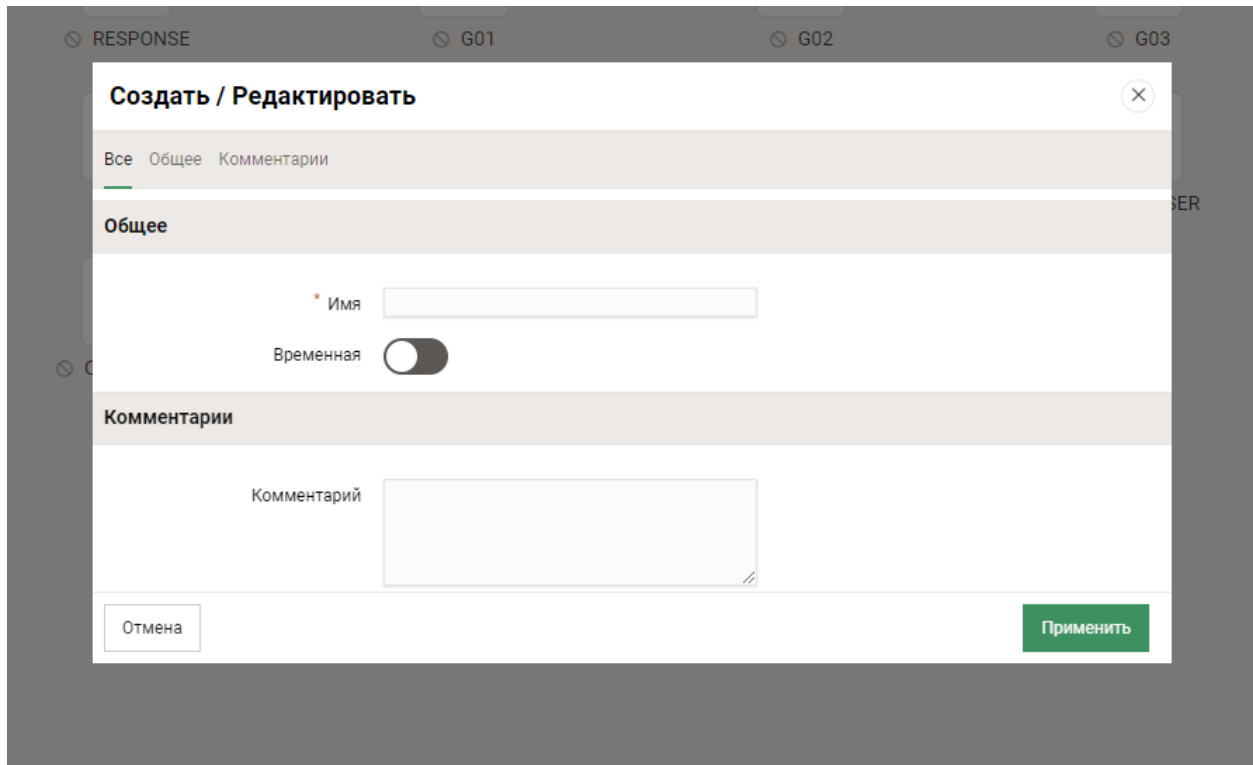 RESPONSE G01 G02 G03
Создать / Редактировать
Все Общее Комментарии
Общее
* Имя
Временная
Комментарии
Комментарий
Отмена Применить